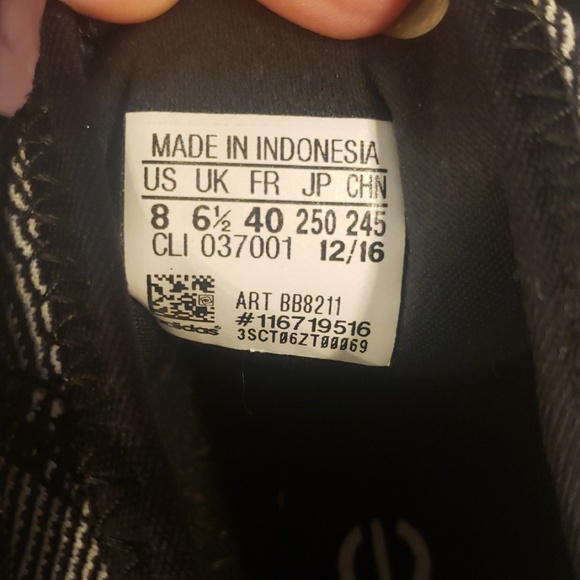 MADE IN INDONESIA
US UK FR JP CHN
8 6½ 40 250 245
CLI 037001 12/16
ART BB8211
#116719516
adidas
3SCT06ZT00069